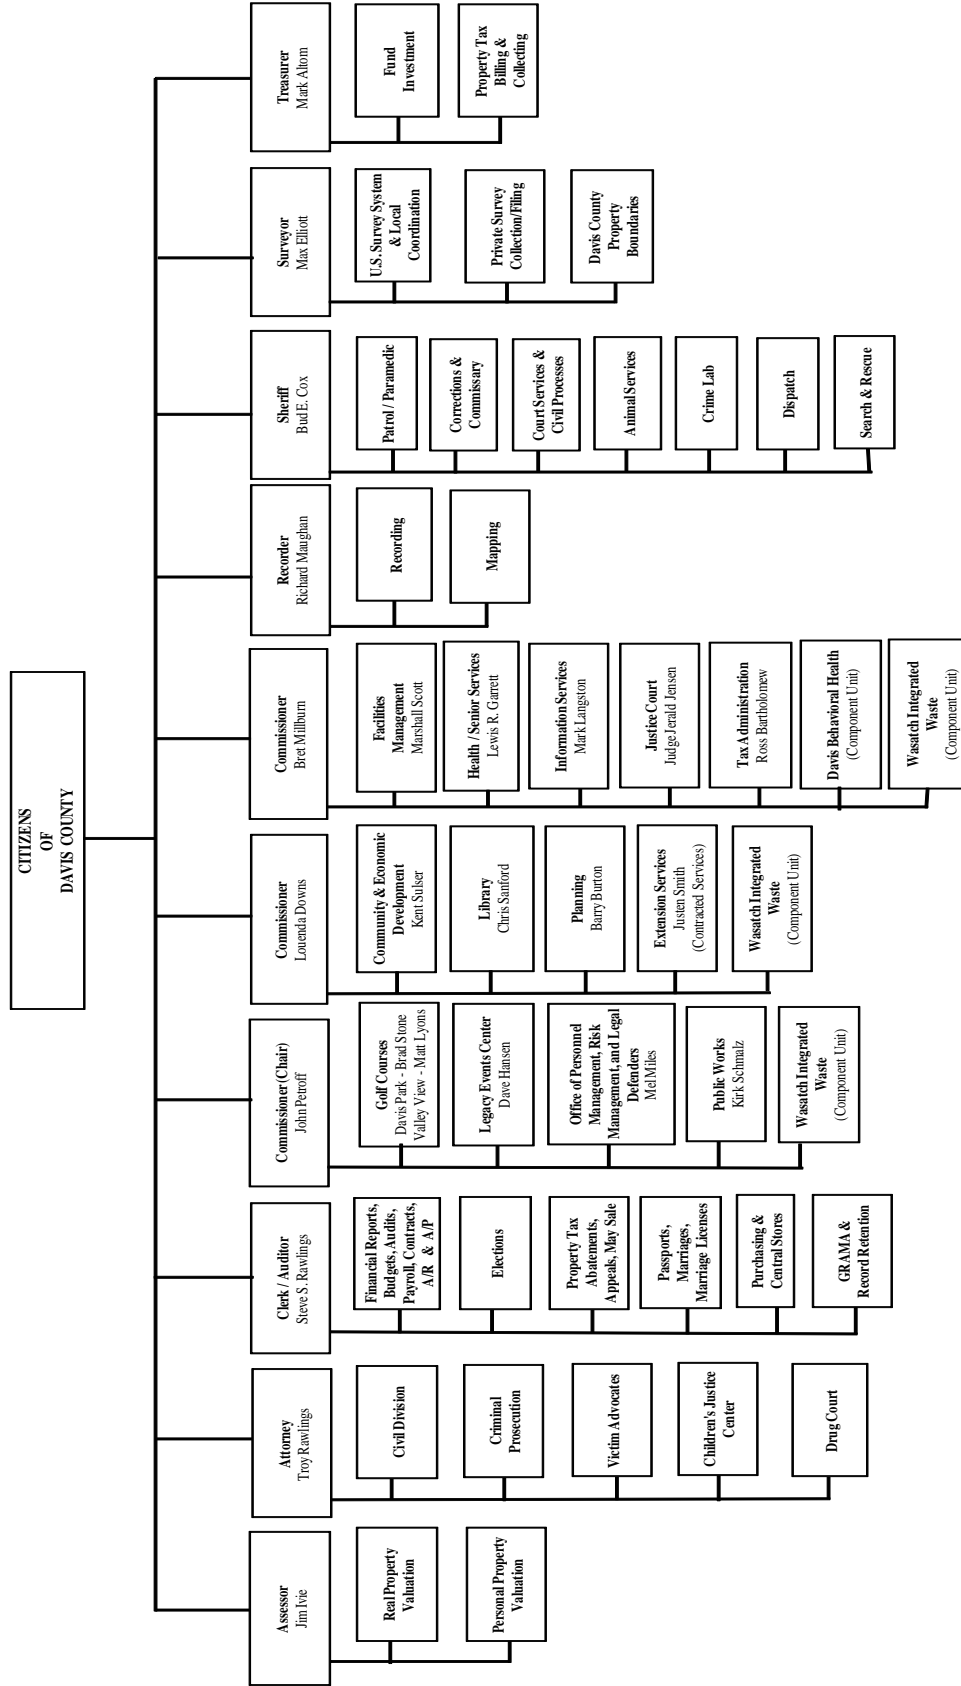 CITIZENS
OF
DAVIS COUNTY
Assessor
Jim Ivie
Real Property
Valuation
Personal Property
Valuation
Attorney
Troy Rawlings
Civil Division
Criminal
Prosecution
Victim Advocates
Children's Justice
Center
Drug Court
Clerk / Auditor
Steve S. Rawlings
Financial Reports,
Budgets, Audits,
Payroll, Contracts,
A/R & A/P
Elections
Property Tax
Abatements,
Appeals, May Sale
Passports,
Marriages,
Marriage Licenses
Purchasing &
Central Stores
GRAMA &
Record Retention
Commissioner (Chair)
John Petroff
Golf Courses
Davis Park - Brad Stone
Valley View - Matt Lyons
Legacy Events Center
Dave Hansen
Office of Personnel
Management, Risk
Management, and Legal
Defenders
Mel Miles
Public Works
Kirk Schmalz
Wasatch Integrated
Waste
(Component Unit)
Commissioner
Louenda Downs
Community & Economic
Development
Kent Sulser
Library
Chris Sanford
Planning
Barry Burton
Extension Services
Justen Smith
(Contracted Services)
Wasatch Integrated
Waste
(Component Unit)
Commissioner
Bret Millburn
Facilities
Management
Marshall Scott
Health / Senior Services
Lewis R. Garrett
Information Services
Mark Langston
Justice Court
Judge Jerald Jensen
Tax Administration
Ross Bartholomew
Davis Behavioral Health
(Component Unit)
Wasatch Integrated
Waste
(Component Unit)
Recorder
Richard Maughan
Recording
Mapping
Sheriff
Bud E. Cox
Patrol / Paramedic
Corrections &
Commissary
Court Services &
Civil Processes
Animal Services
Crime Lab
Dispatch
Search & Rescue
Surveyor
Max Elliott
U.S. Survey System
& Local
Coordination
Private Survey
Collection/Filing
Davis County
Property
Boundaries
Treasurer
Mark Altom
Fund
Investment
Property Tax
Billing &
Collecting